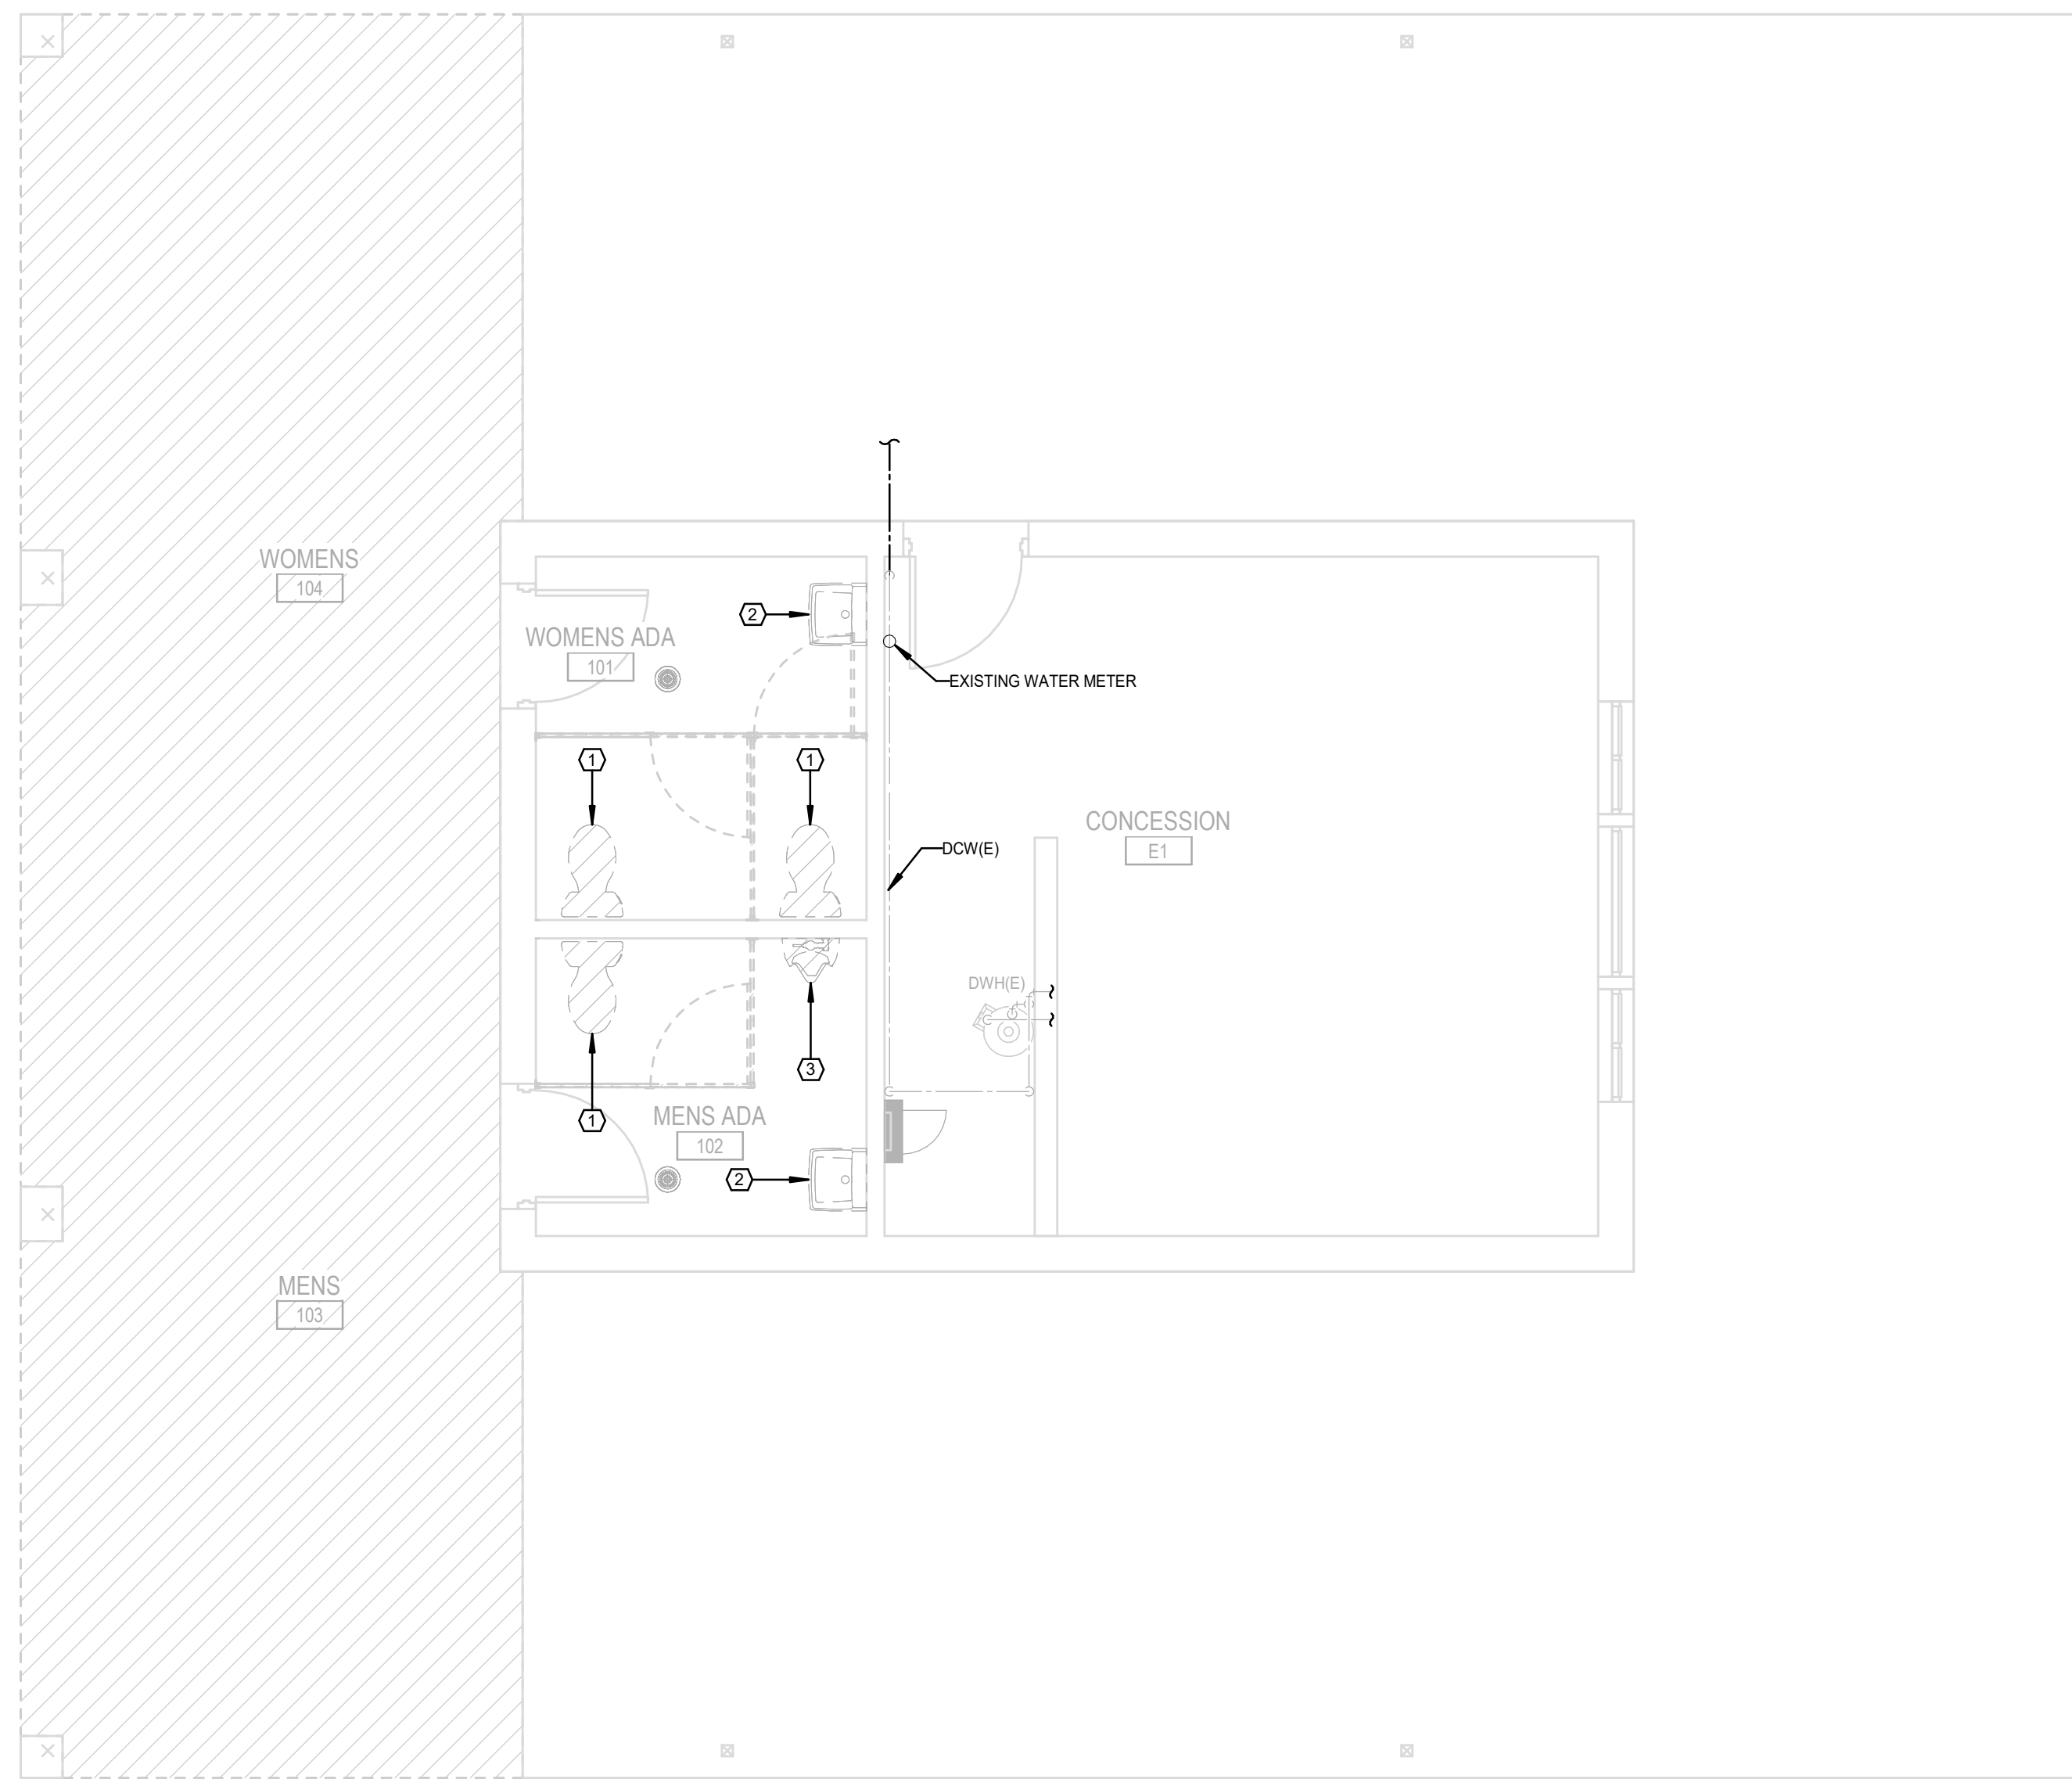 WOMENS
104
2
WOMENS ADA
101
EXISTING WATER METER
1
1
CONCESSION
E1
DCW(E)
DWH(E)
3
1
MENS ADA
102
2
MENS
103